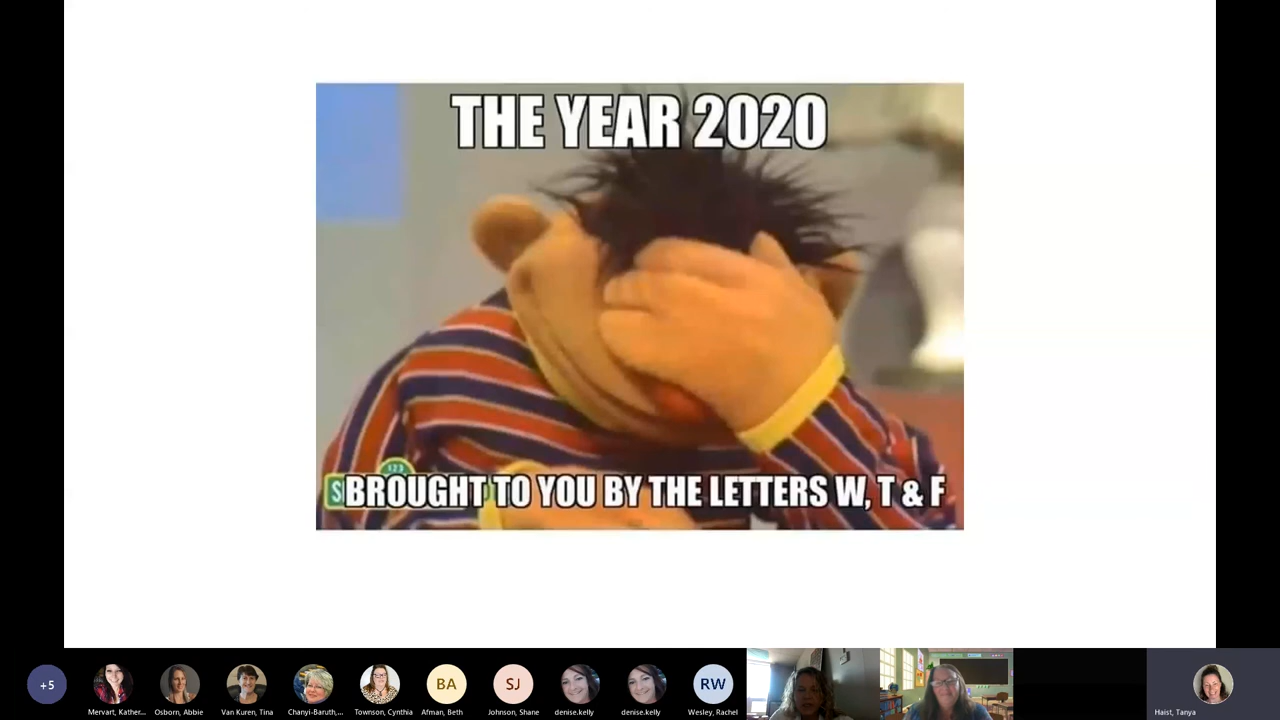 THE YEAR 2020
123
S
BROUGHT TO YOU BY THE LETTERS W, T & F
+5
BA
SJ
RW
Mervart, Kather...
Osborn, Abbie
Van Kuren, Tina
Chanyi-Baruth,...
Townson, Cynthia
Afman, Beth
Johnson, Shane
denise.kelly
denise.kelly
Wesley, Rachel
Haist, Tanya